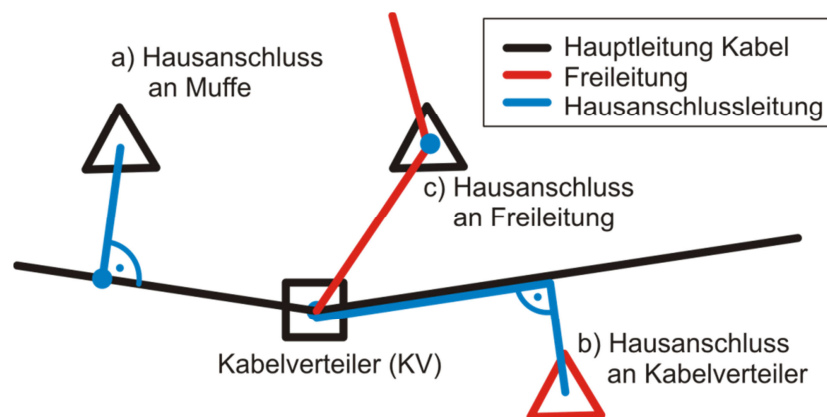 a) Hausanschluss
an Muffe
Hauptleitung Kabel
Freileitung
Hausanschlussleitung
c) Hausanschluss
an Freileitung
Kabelverteiler (KV)
b) Hausanschluss
an Kabelverteiler